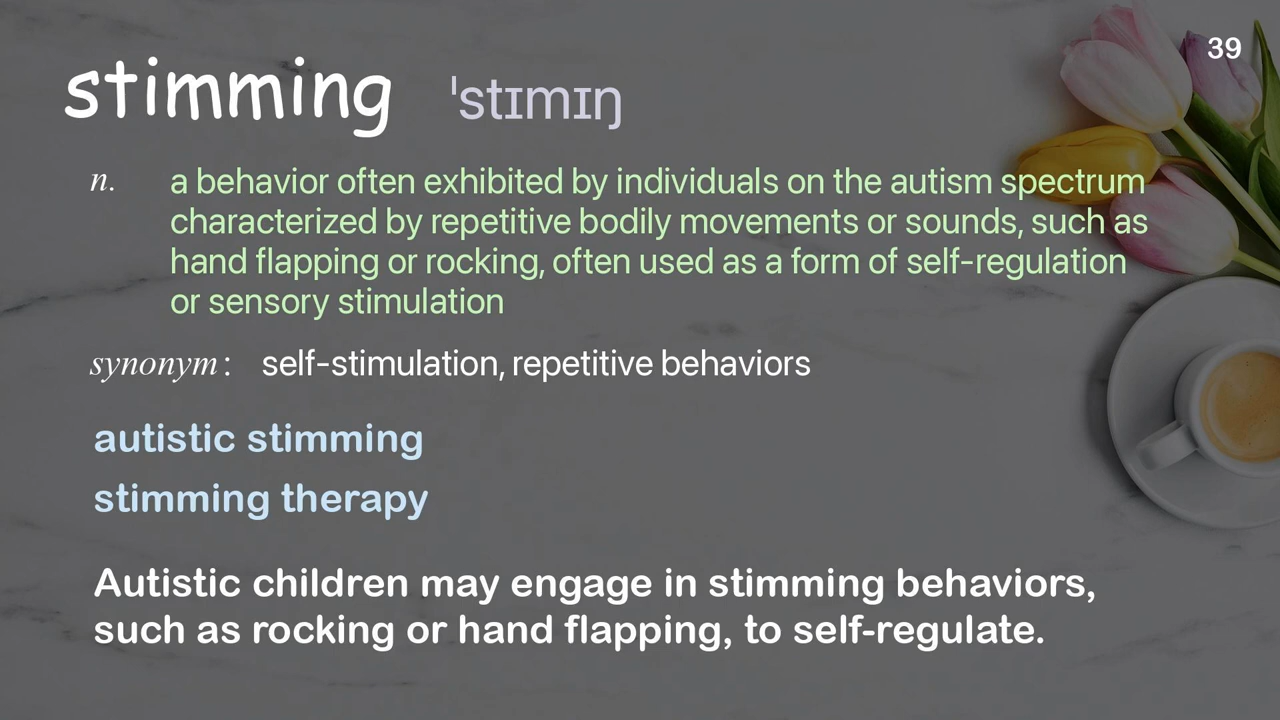 39
stimming ˈstɪmɪŋ
n. a behavior often exhibited by individuals on the autism spectrum
characterized by repetitive bodily movements or sounds, such as
hand flapping or rocking, often used as a form of self-regulation
or sensory stimulation
synonym: self-stimulation, repetitive behaviors
autistic stimming
stimming therapy
Autistic children may engage in stimming behaviors,
such as rocking or hand flapping, to self-regulate.